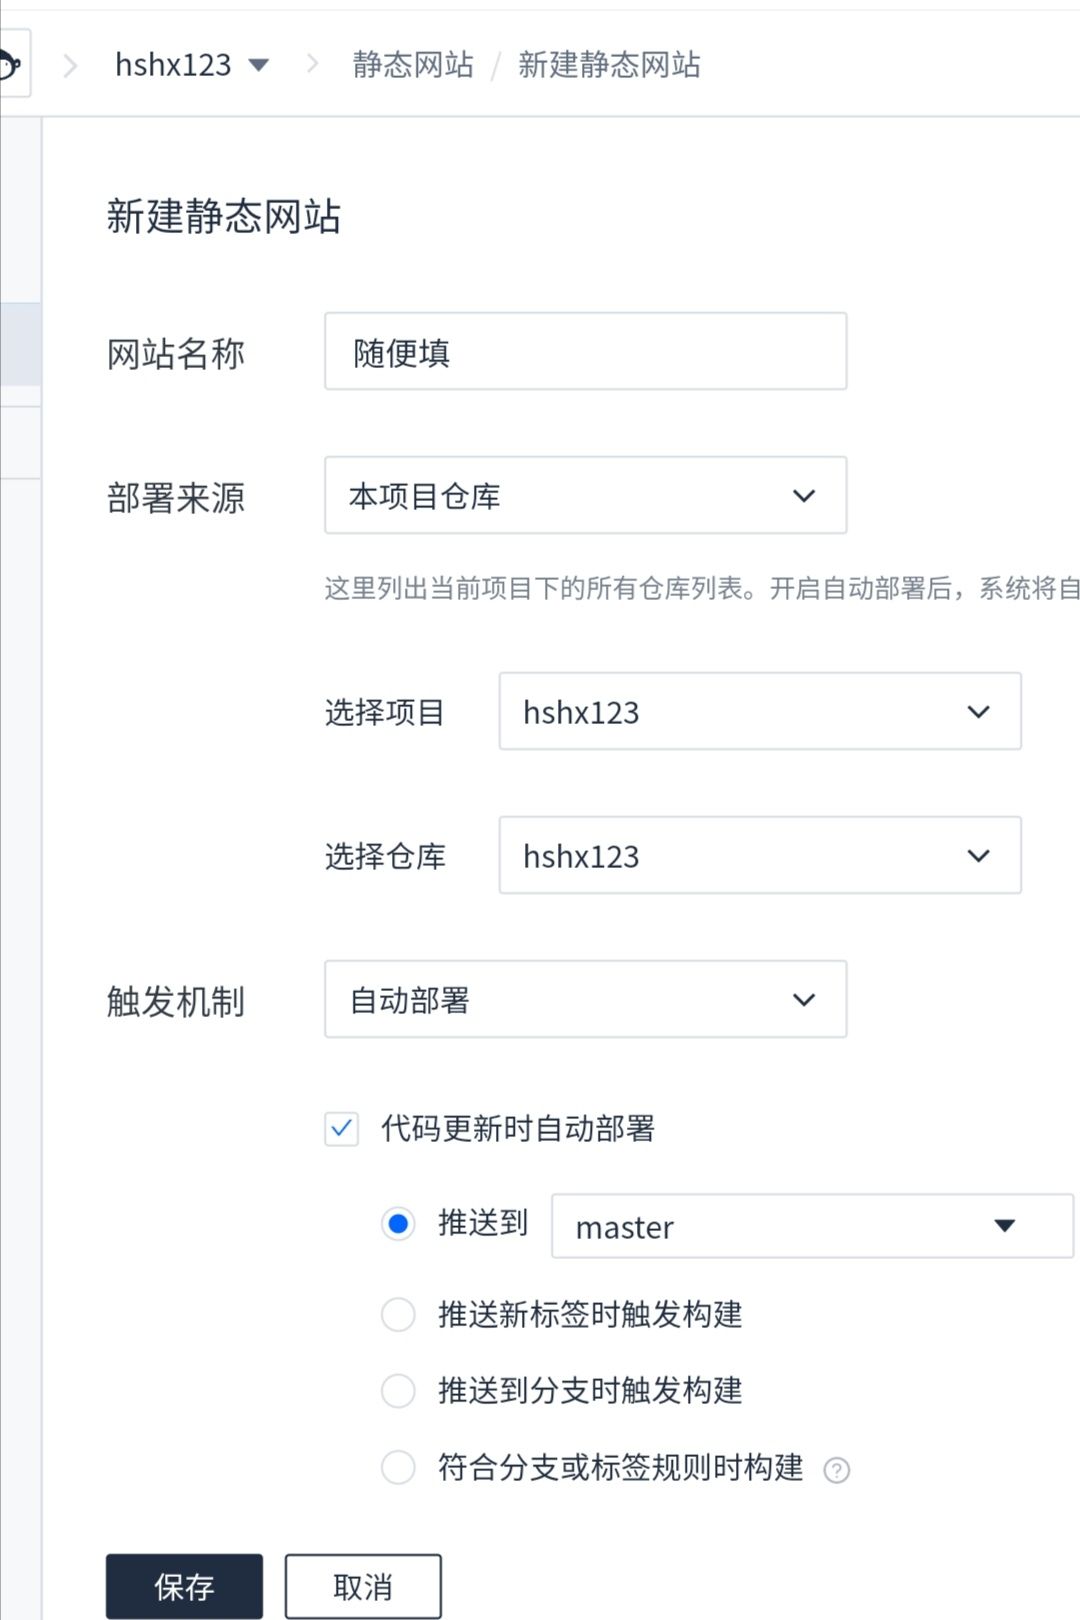 hshx123 静态网站 / 新建静态网站
新建静态网站
网站名称 随便填
部署来源 本项目仓库
这里列出当前项目下的所有仓库列表。开启自动部署后，系统将自
选择项目 hshx123
选择仓库 hshx123
触发机制 自动部署
代码更新时自动部署
推送到 master
推送新标签时触发构建
推送到分支时触发构建
符合分支或标签规则时构建 ?
保存 取消